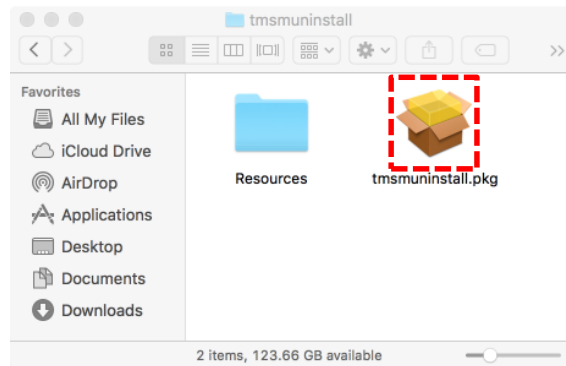 tmsmuninstall
Favorites
All My Files
iCloud Drive
AirDrop
Applications
Desktop
Documents
Downloads
Resources
tmsmuninstall.pkg
2 items, 123.66 GB available